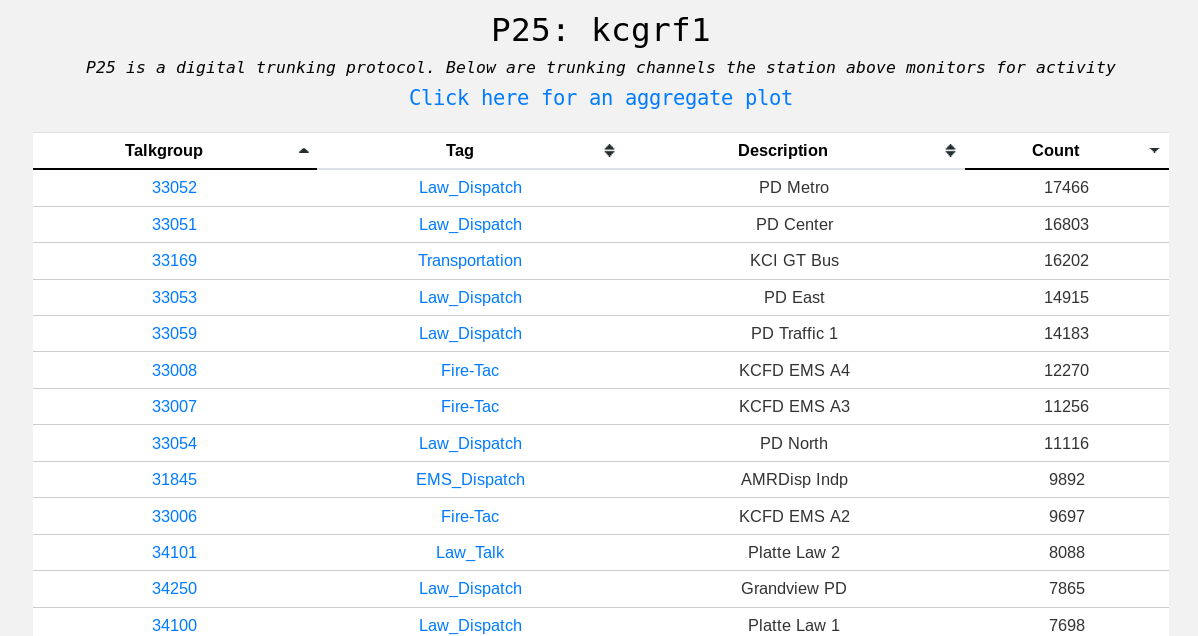 P25: kcgrf1
P25 is a digital trunking protocol. Below are trunking channels the station above monitors for activity
Click here for an aggregate plot
Talkgroup Tag Description Count
33052 Law_Dispatch PD Metro 17466
33051 Law_Dispatch PD Center 16803
33169 Transportation KCI GT Bus 16202
33053 Law_Dispatch PD East 14915
33059 Law_Dispatch PD Traffic 1 14183
33008 Fire-Tac KCFD EMS A4 12270
33007 Fire-Tac KCFD EMS A3 11256
33054 Law_Dispatch PD North 11116
31845 EMS_Dispatch AMRDisp Indp 9892
33006 Fire-Tac KCFD EMS A2 9697
34101 Law_Talk Platte Law 2 8088
34250 Law_Dispatch Grandview PD 7865
34100 Law_Dispatch Platte Law 1 7698